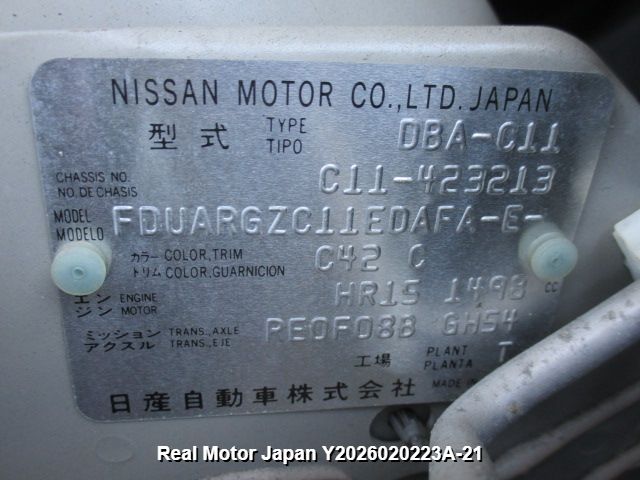 NISSAN MOTOR CO.,LTD. JAPAN
型式 TYPE TIPO DBA-C11
CHASSIS NO. NO. DE CHASIS C11-423213
MODEL MODELO FDUARGZC11EDAFA-E-
カラー COLOR, TRIM トリム COLOR, GUARNICION C42 C
エンジン ENGINE MOTOR HR15 1498 CC
ミッション アクスル TRANS., AXLE TRANS., EJE PE0F08B GH54
工場 PLANT PLANTA T
日産自動車株式会社 MADE IN
Real Motor Japan Y2026020223A-21